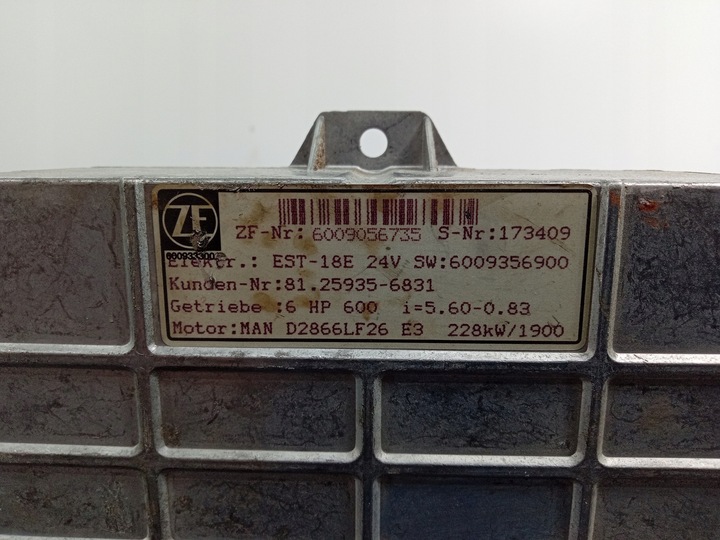 ZF
ZF-Nr: 6009056735 S-Nr:173409
600933300
Elektr.: EST-18E 24V SW:6009356900
Kunden-Nr:81.25935-6831
Getriebe :6 HP 600 i=5.60-0.83
Motor:MAN D2866LF26 E3 228kW/1900